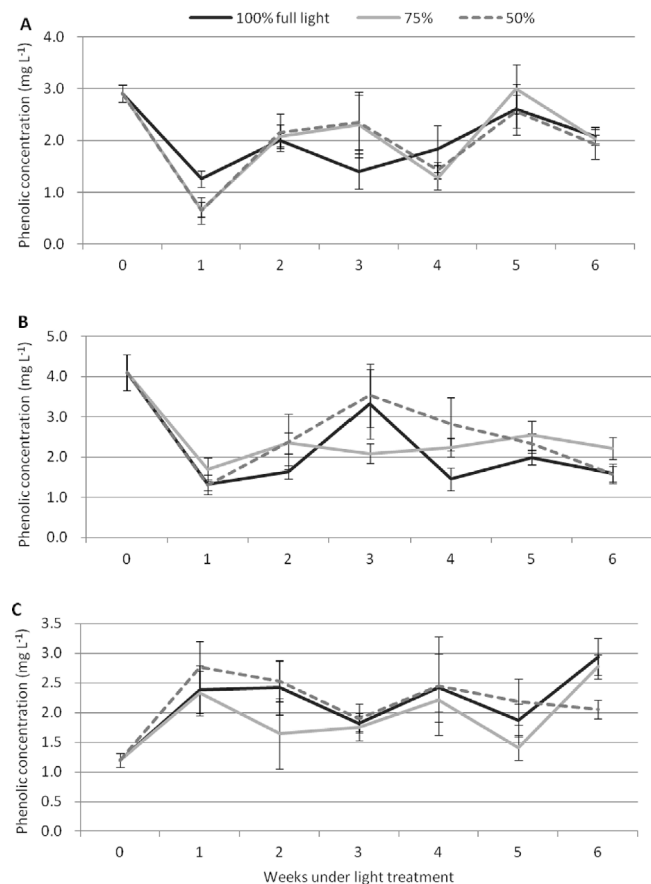 A
100% full light 75% 50%
Phenolic concentration (mg L⁻¹)
4.0
3.0
2.0
1.0
0.0
0 1 2 3 4 5 6
B
Phenolic concentration (mg L⁻¹)
5.0
4.0
3.0
2.0
1.0
0.0
0 1 2 3 4 5 6
C
Phenolic concentration (mg L⁻¹)
3.5
3.0
2.5
2.0
1.5
1.0
0.5
0.0
0 1 2 3 4 5 6
Weeks under light treatment